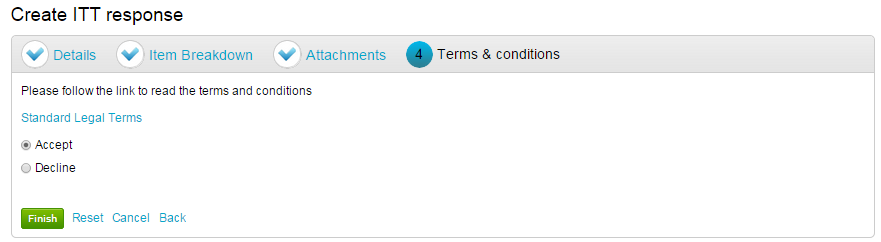 Create ITT response
Details Item Breakdown Attachments 4 Terms & conditions
Please follow the link to read the terms and conditions
Standard Legal Terms
Accept
Decline
Finish Reset Cancel Back